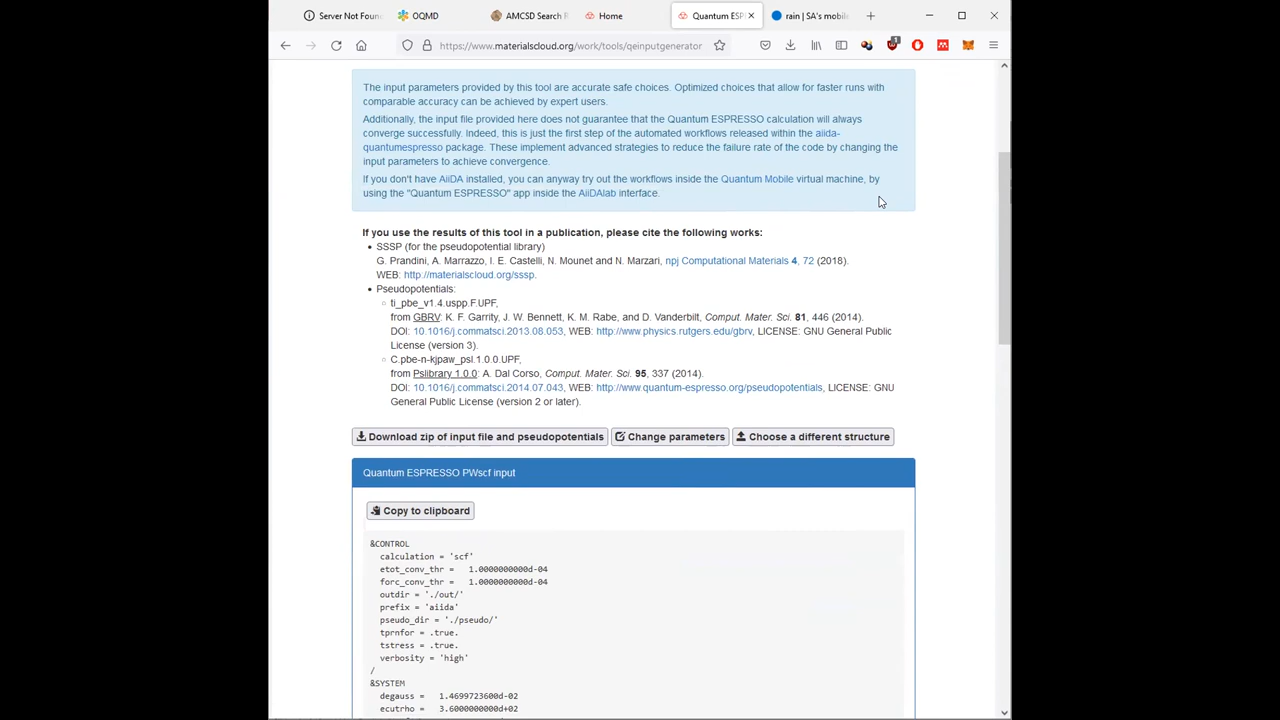 Server Not Foun
OQMD
AMCSD Search R
Home
Quantum ESPR
rain | SA's mobile
https://www.materialscloud.org/work/tools/qeinputgenerator
1
The input parameters provided by this tool are accurate safe choices. Optimized choices that allow for faster runs with
comparable accuracy can be achieved by expert users.
Additionally, the input file provided here does not guarantee that the Quantum ESPRESSO calculation will always
converge successfully. Indeed, this is just the first step of the automated workflows released within the aiida-
quantumespresso package. These implement advanced strategies to reduce the failure rate of the code by changing the
input parameters to achieve convergence.
If you don't have AiiDA installed, you can anyway try out the workflows inside the Quantum Mobile virtual machine, by
using the "Quantum ESPRESSO" app inside the AiiDAlab interface.
If you use the results of this tool in a publication, please cite the following works:
SSSP (for the pseudopotential library)
G. Prandini, A. Marrazzo, I. E. Castelli, N. Mounet and N. Marzari, npj Computational Materials 4, 72 (2018).
WEB: http://materialscloud.org/sssp.
Pseudopotentials:
ti_pbe_v1.4.uspp.F.UPF,
from GBRV: K. F. Garrity, J. W. Bennett, K. M. Rabe, and D. Vanderbilt, Comput. Mater. Sci. 81, 446 (2014).
DOI: 10.1016/j.commatsci.2013.08.053, WEB: http://www.physics.rutgers.edu/gbrv, LICENSE: GNU General Public
License (version 3).
C.pbe-n-kjpaw_psl.1.0.0.UPF,
from Pslibrary 1.0.0: A. Dal Corso, Comput. Mater. Sci. 95, 337 (2014).
DOI: 10.1016/j.commatsci.2014.07.043, WEB: http://www.quantum-espresso.org/pseudopotentials, LICENSE: GNU
General Public License (version 2 or later).
Download zip of input file and pseudopotentials
Change parameters
Choose a different structure
Quantum ESPRESSO PWscf input
Copy to clipboard
&CONTROL
calculation = 'scf'
etot_conv_thr = 1.0000000000d-04
forc_conv_thr = 1.0000000000d-04
outdir = './out/'
prefix = 'aiida'
pseudo_dir = './pseudo/'
tprnfor = .true.
tstress = .true.
verbosity = 'high'
/
&SYSTEM
degauss = 1.4699723600d-02
ecutrho = 3.6000000000d+02